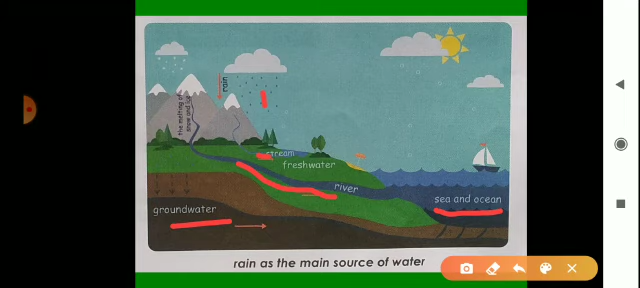 rain
the melting of
snow and ice
stream
freshwater
river
sea and ocean
groundwater
rain as the main source of water